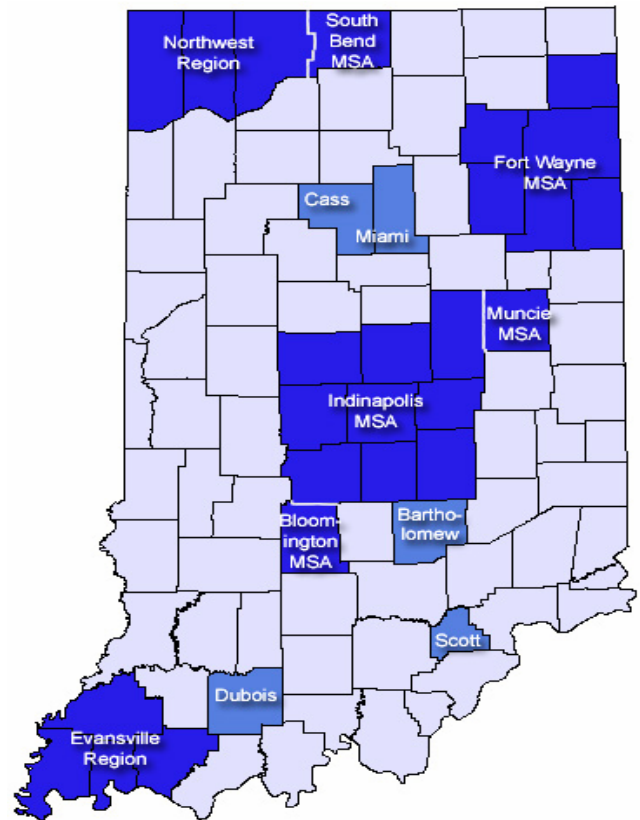 Northwest
Region
South
Bend
MSA
Fort Wayne
MSA
Cass
Miami
Muncie
MSA
Indinapolis
MSA
Bloom-
ington
MSA
Bartho-
lomew
Scott
Dubois
Evansville
Region